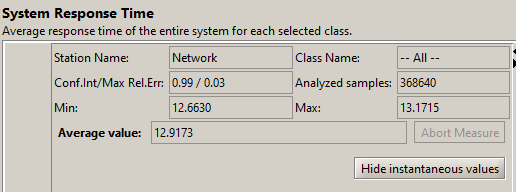 System Response Time
Average response time of the entire system for each selected class.
Station Name: Network Class Name: -- All --
Conf.Int/Max Rel.Err: 0.99 / 0.03 Analyzed samples: 368640
Min: 12.6630 Max: 13.1715
Average value: 12.9173 Abort Measure
Hide instantaneous values